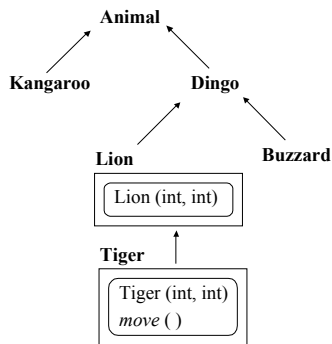 Animal
Kangaroo
Dingo
Lion
Buzzard
Lion (int, int)
Tiger
Tiger (int, int)
move ( )